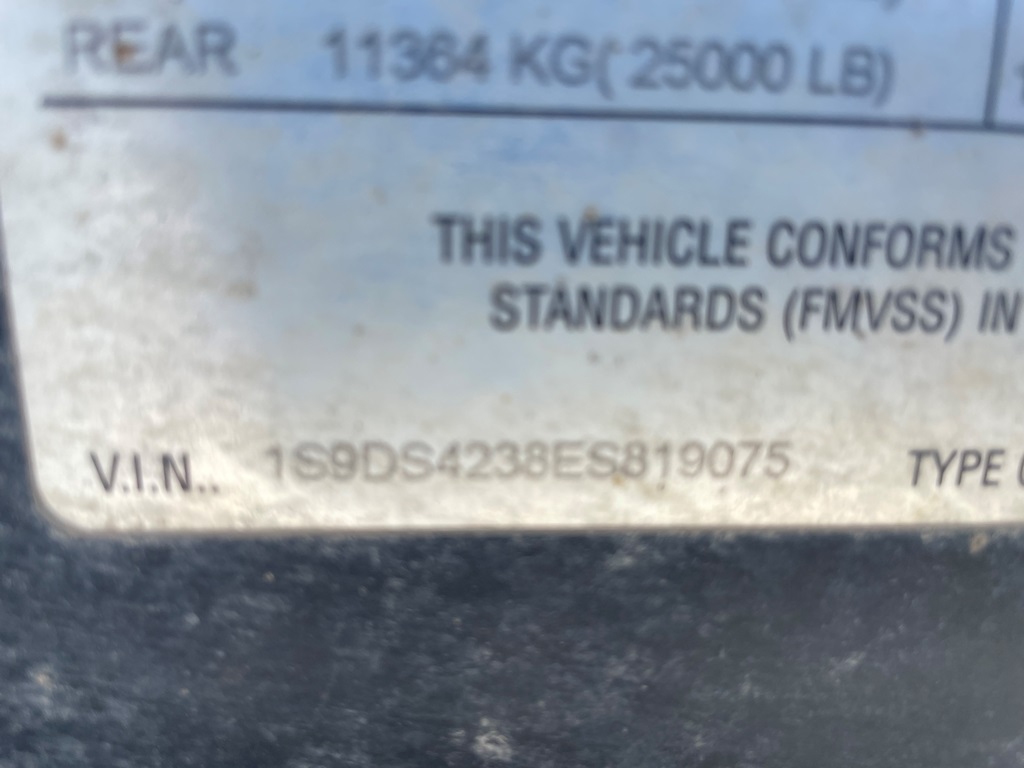 REAR 11364 KG( 25000 LB)
THIS VEHICLE CONFORMS
STANDARDS (FMVSS) IN
V.I.N.. 1S9DS4238ES819075 TYPE